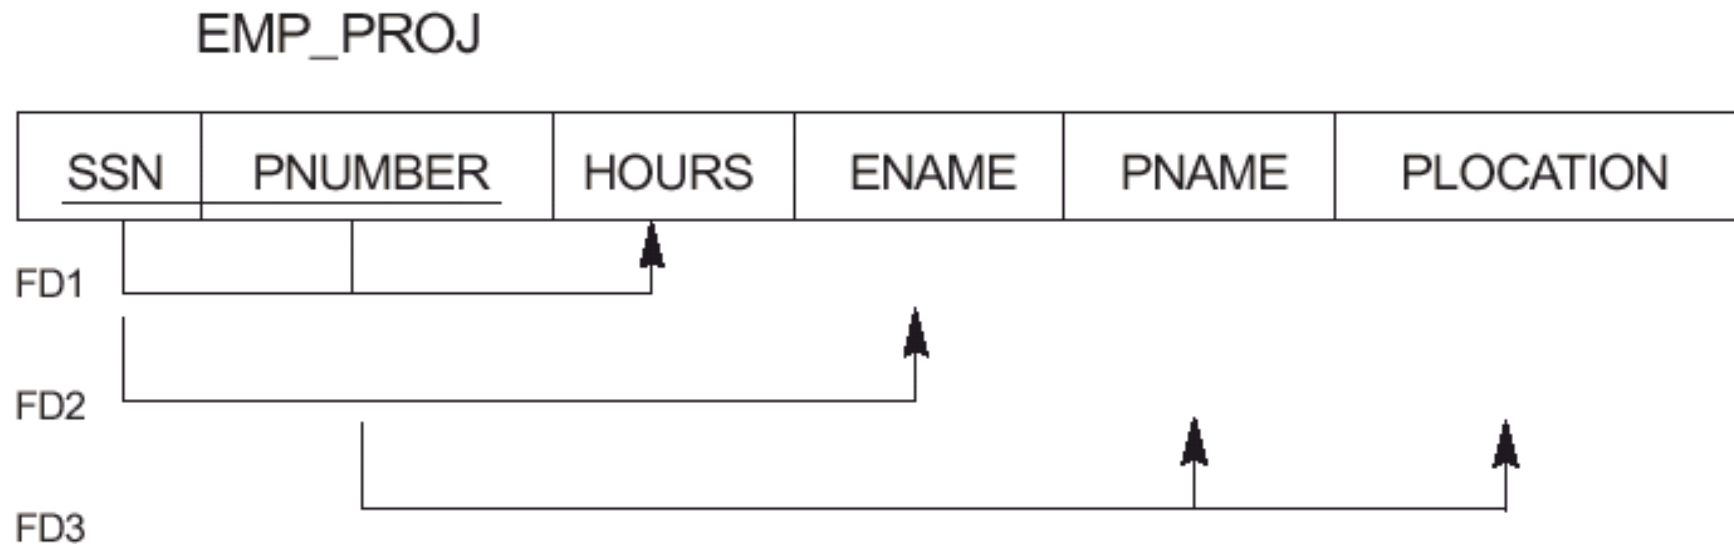 EMP_PROJ
SSN PNUMBER HOURS ENAME PNAME PLOCATION
FD1
FD2
FD3